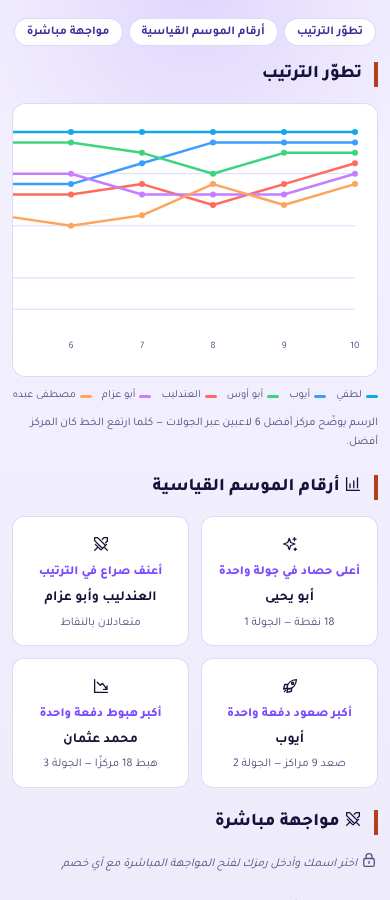 تطوّر الترتيب
أرقام الموسم القياسية
مواجهة مباشرة
تطوّر الترتيب
6 7 8 9 10
لطفي أيوب أبو أوس العندليب أبو عزام مصطفى عبده
الرسم يوضّح مركز أفضل 6 لاعبين عبر الجولات – كلما ارتفع الخط كان المركز
أفضل.
أرقام الموسم القياسية
أعلى حصاد في جولة واحدة
أبو يحيى
18 نقطة – الجولة 1
أعنف صراع في الترتيب
العندليب وأبو عزام
متعادلان بالنقاط
أكبر صعود دفعة واحدة
أيوب
صعد 9 مراكز – الجولة 2
أكبر هبوط دفعة واحدة
محمد عثمان
هبط 18 مركزًا – الجولة 3
مواجهة مباشرة
اختر اسمك وأدخل رمزك لفتح المواجهة المباشرة مع أي خصم